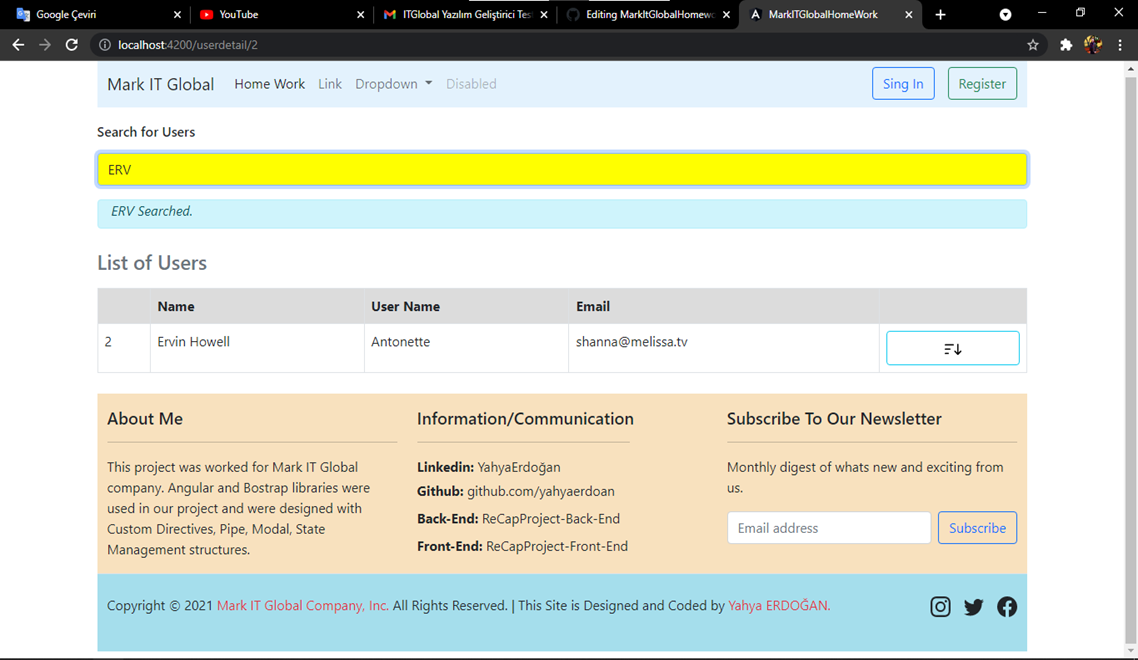 Google Çeviri
YouTube
ITGlobal Yazılım Geliştirici Tes
Editing MarkItGlobalHomewo
MarkITGlobalHomeWork
localhost:4200/userdetail/2
Mark IT Global Home Work Link Dropdown Disabled Sing In Register
Search for Users
ERV
ERV Searched.
List of Users
Name User Name Email
2 Ervin Howell Antonette shanna@melissa.tv
About Me
This project was worked for Mark IT Global
company. Angular and Bostrap libraries were
used in our project and were designed with
Custom Directives, Pipe, Modal, State
Management structures.
Information/Communication
Linkedin: YahyaErdoğan
Github: github.com/yahyaerdoan
Back-End: ReCapProject-Back-End
Front-End: ReCapProject-Front-End
Subscribe To Our Newsletter
Monthly digest of whats new and exciting from
us.
Email address Subscribe
Copyright © 2021 Mark IT Global Company, Inc. All Rights Reserved. | This Site is Designed and Coded by Yahya ERDOĞAN.